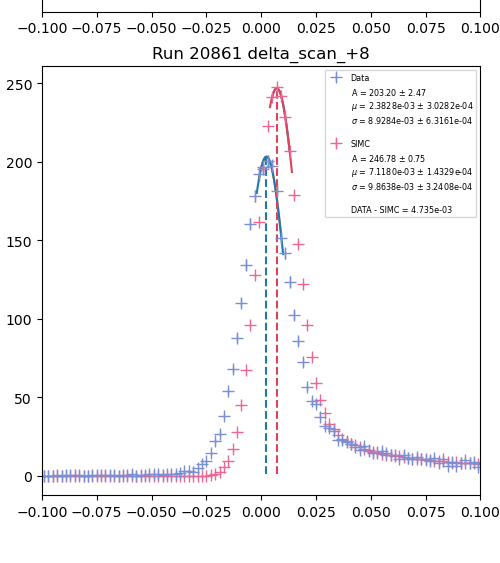 −0.100 −0.075 −0.050 −0.025 0.000 0.025 0.050 0.075 0.100
Run 20861 delta_scan_+8
250
200
150
100
50
0
Data
A = 203.20 ± 2.47
μ = 2.3828e-03 ± 3.0282e-04
σ = 8.9284e-03 ± 6.3161e-04
SIMC
A = 246.78 ± 0.75
μ = 7.1180e-03 ± 1.4329e-04
σ = 9.8638e-03 ± 3.2408e-04
DATA - SIMC = 4.735e-03
−0.100 −0.075 −0.050 −0.025 0.000 0.025 0.050 0.075 0.100